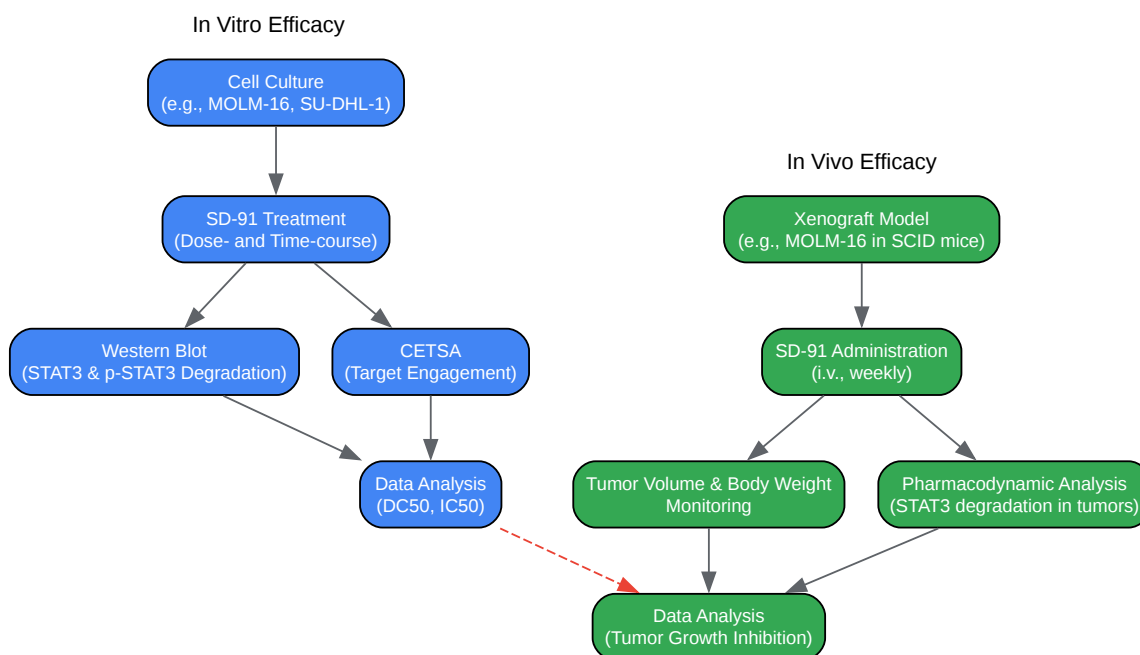 In Vitro Efficacy
Cell Culture
(e.g., MOLM-16, SU-DHL-1)
SD-91 Treatment
(Dose- and Time-course)
Western Blot
(STAT3 & p-STAT3 Degradation)
CETSA
(Target Engagement)
Data Analysis
(DC50, IC50)
In Vivo Efficacy
Xenograft Model
(e.g., MOLM-16 in SCID mice)
SD-91 Administration
(i.v., weekly)
Tumor Volume & Body Weight
Monitoring
Pharmacodynamic Analysis
(STAT3 degradation in tumors)
Data Analysis
(Tumor Growth Inhibition)